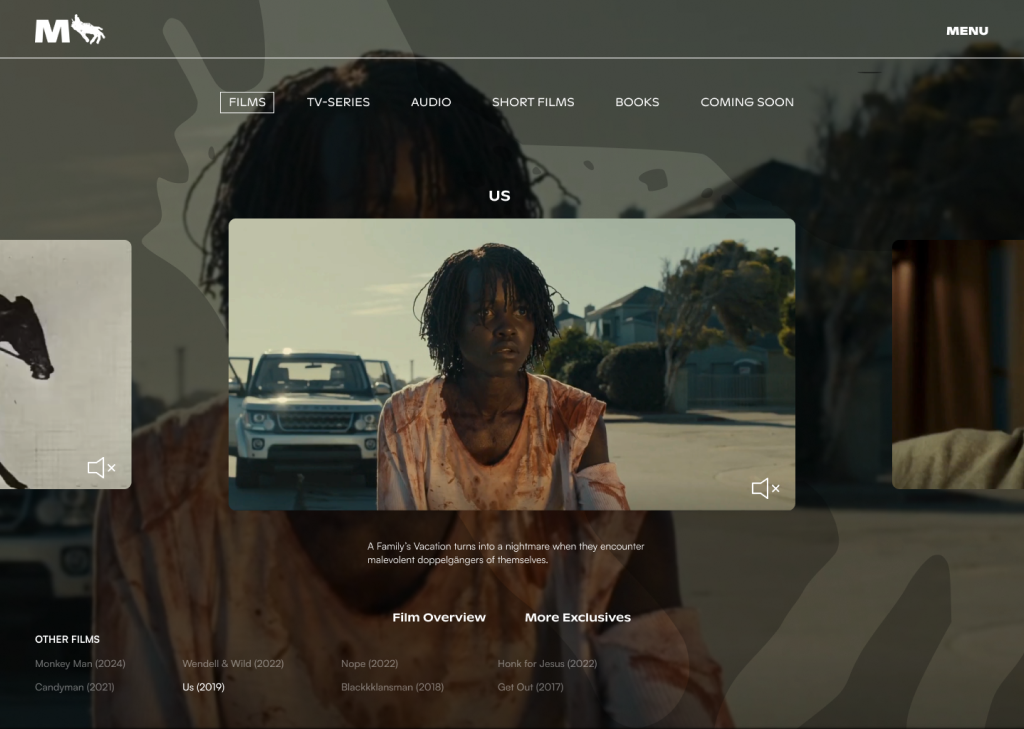 M
MENU
FILMS
TV-SERIES
AUDIO
SHORT FILMS
BOOKS
COMING SOON
US
A Family's Vacation turns into a nightmare when they encounter
malevolent doppelgängers of themselves.
Film Overview
More Exclusives
OTHER FILMS
Monkey Man (2024)
Wendell & Wild (2022)
Nope (2022)
Honk for Jesus (2022)
Candyman (2021)
Us (2019)
Blackkklansman (2018)
Get Out (2017)